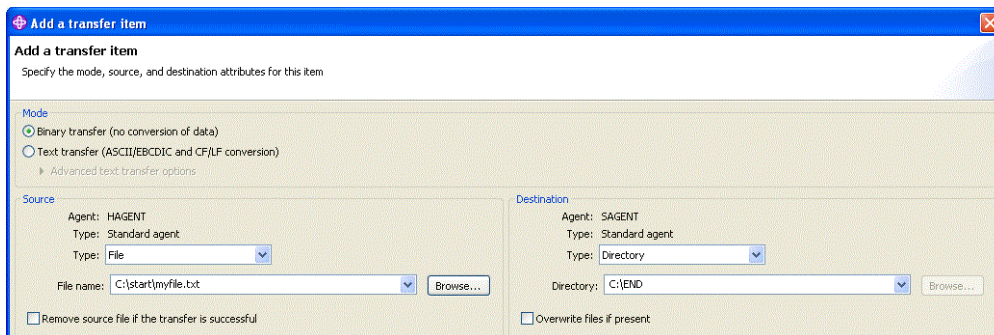 Add a transfer item
Add a transfer item
Specify the mode, source, and destination attributes for this item
Mode
Binary transfer (no conversion of data)
Text transfer (ASCII/EBCDIC and CF/LF conversion)
Advanced text transfer options
Source
Agent: HAGENT
Type: Standard agent
Type: File
File name: C:\start\myfile.txt Browse...
Remove source file if the transfer is successful
Destination
Agent: SAGENT
Type: Standard agent
Type: Directory
Directory: C:\END Browse...
Overwrite files if present